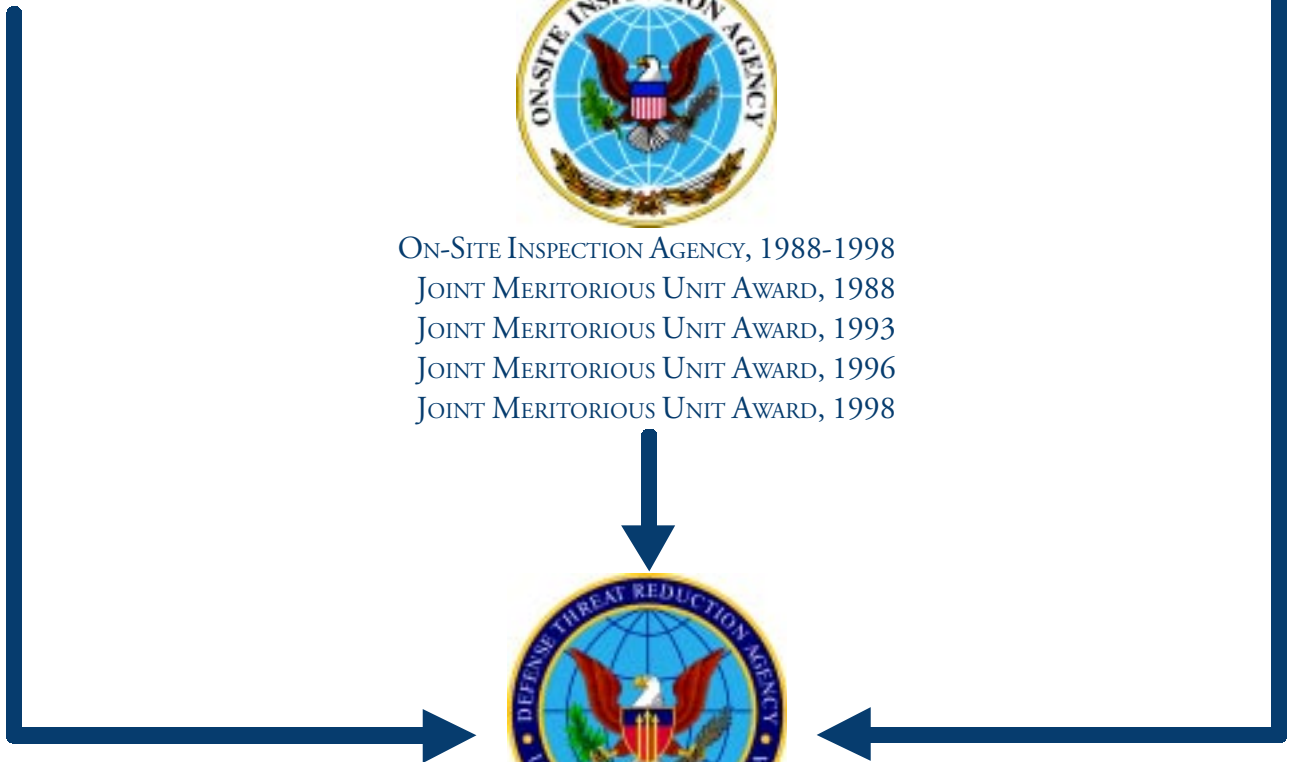 ON-SITE INSPECTION AGENCY
On-Site Inspection Agency, 1988-1998
Joint Meritorious Unit Award, 1988
Joint Meritorious Unit Award, 1993
Joint Meritorious Unit Award, 1996
Joint Meritorious Unit Award, 1998
DEFENSE THREAT REDUCTION AGENCY